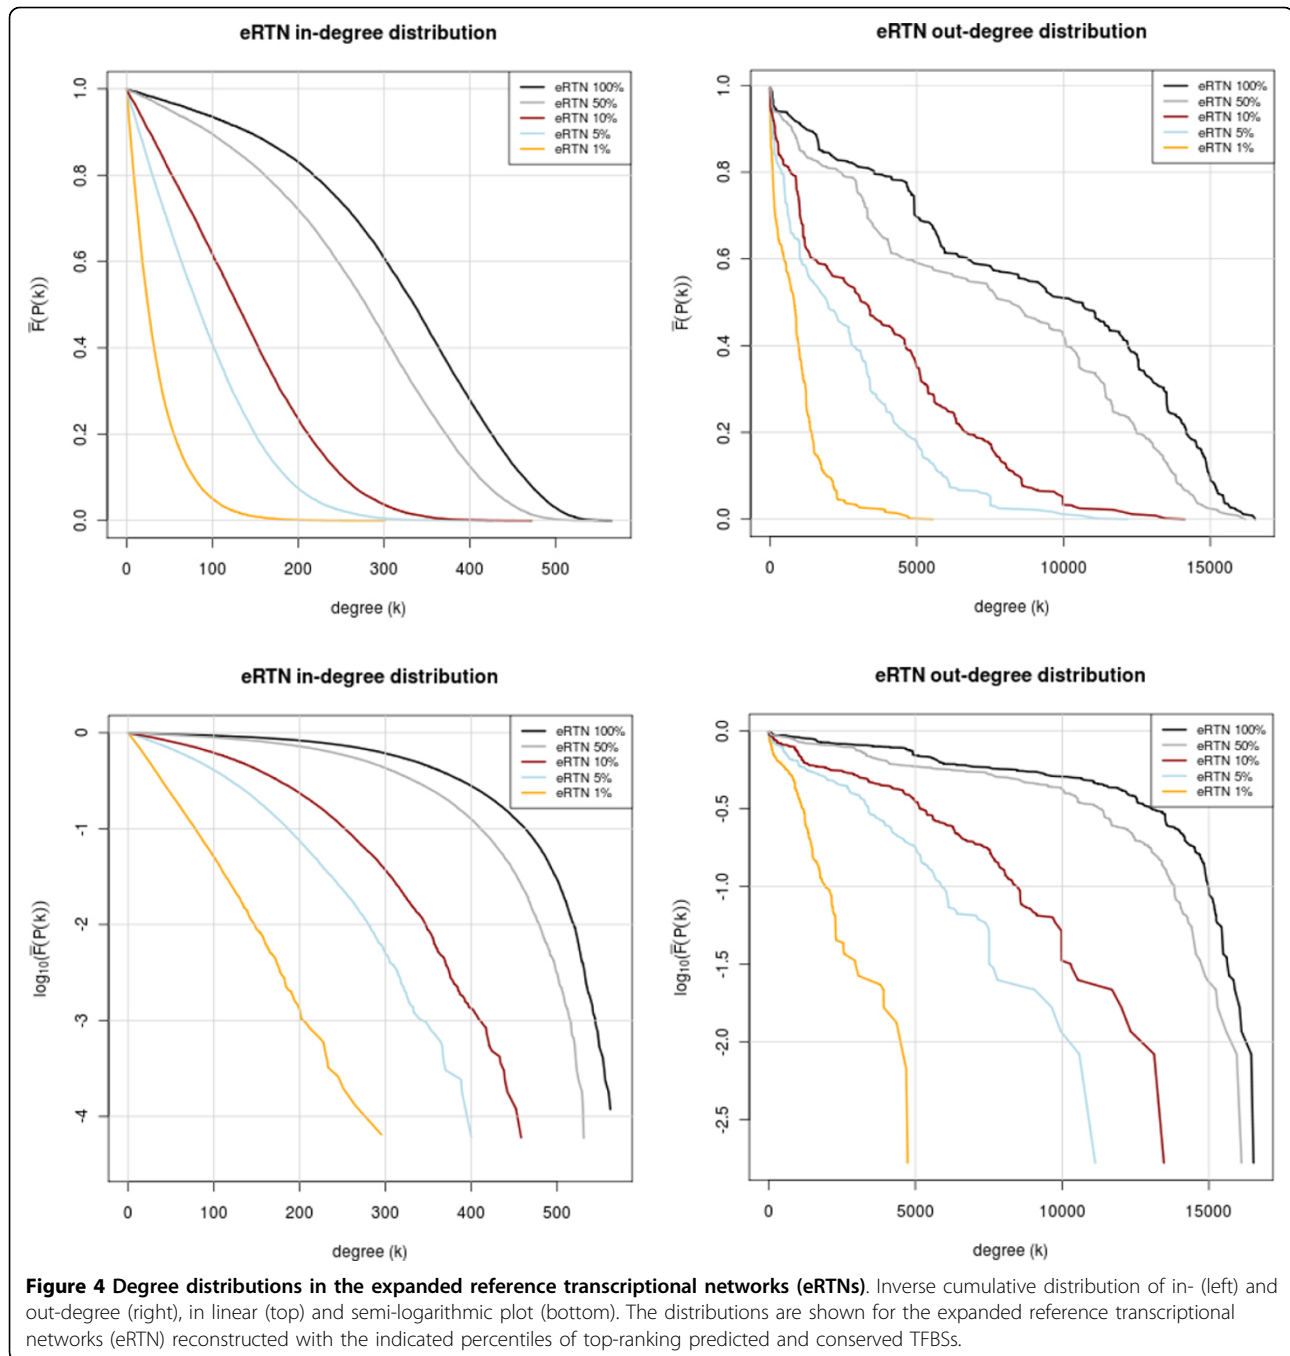 eRTN in-degree distribution
1.0
0.8
0.6
0.4
0.2
0.0
F̅(P(k))
eRTN 100%
eRTN 50%
eRTN 10%
eRTN 5%
eRTN 1%
0 100 200 300 400 500
degree (k)
eRTN out-degree distribution
1.0
0.8
0.6
0.4
0.2
0.0
F̅(P(k))
eRTN 100%
eRTN 50%
eRTN 10%
eRTN 5%
eRTN 1%
0 5000 10000 15000
degree (k)
eRTN in-degree distribution
0
-1
-2
-3
-4
log₁₀(F̅(P(k))
eRTN 100%
eRTN 50%
eRTN 10%
eRTN 5%
eRTN 1%
0 100 200 300 400 500
degree (k)
eRTN out-degree distribution
0.0
-0.5
-1.0
-1.5
-2.0
-2.5
log₁₀(F̅(P(k))
eRTN 100%
eRTN 50%
eRTN 10%
eRTN 5%
eRTN 1%
0 5000 10000 15000
degree (k)
Figure 4 Degree distributions in the expanded reference transcriptional networks (eRTNs). Inverse cumulative distribution of in- (left) and
out-degree (right), in linear (top) and semi-logarithmic plot (bottom). The distributions are shown for the expanded reference transcriptional
networks (eRTN) reconstructed with the indicated percentiles of top-ranking predicted and conserved TFBSs.